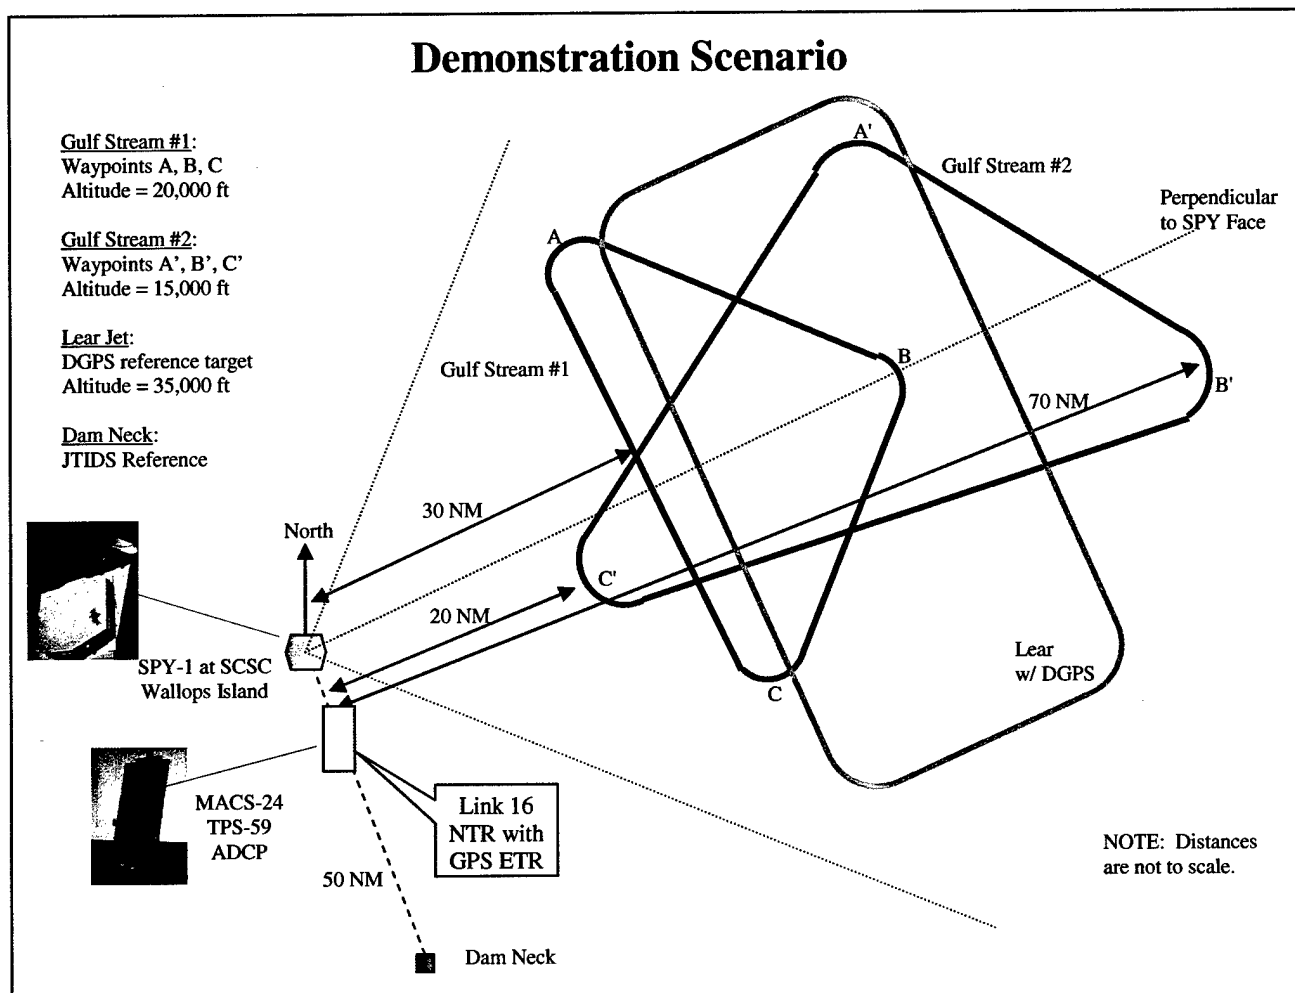 Demonstration Scenario
Gulf Stream #1:
Waypoints A, B, C
Altitude = 20,000 ft
Gulf Stream #2:
Waypoints A', B', C'
Altitude = 15,000 ft
Lear Jet:
DGPS reference target
Altitude = 35,000 ft
Dam Neck:
JTIDS Reference
A'
Gulf Stream #2
Perpendicular
to SPY Face
A
Gulf Stream #1
B
B'
70 NM
30 NM
North
C'
20 NM
SPY-1 at SCSC
Wallops Island
C
Lear
w/ DGPS
MACS-24
TPS-59
ADCP
Link 16
NTR with
GPS ETR
50 NM
NOTE: Distances
are not to scale.
Dam Neck